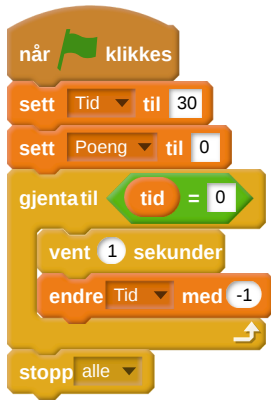 når klikkes
sett Tid til 30
sett Poeng til 0
gjenta til tid = 0
vent 1 sekunder
endre Tid med -1
stopp alle